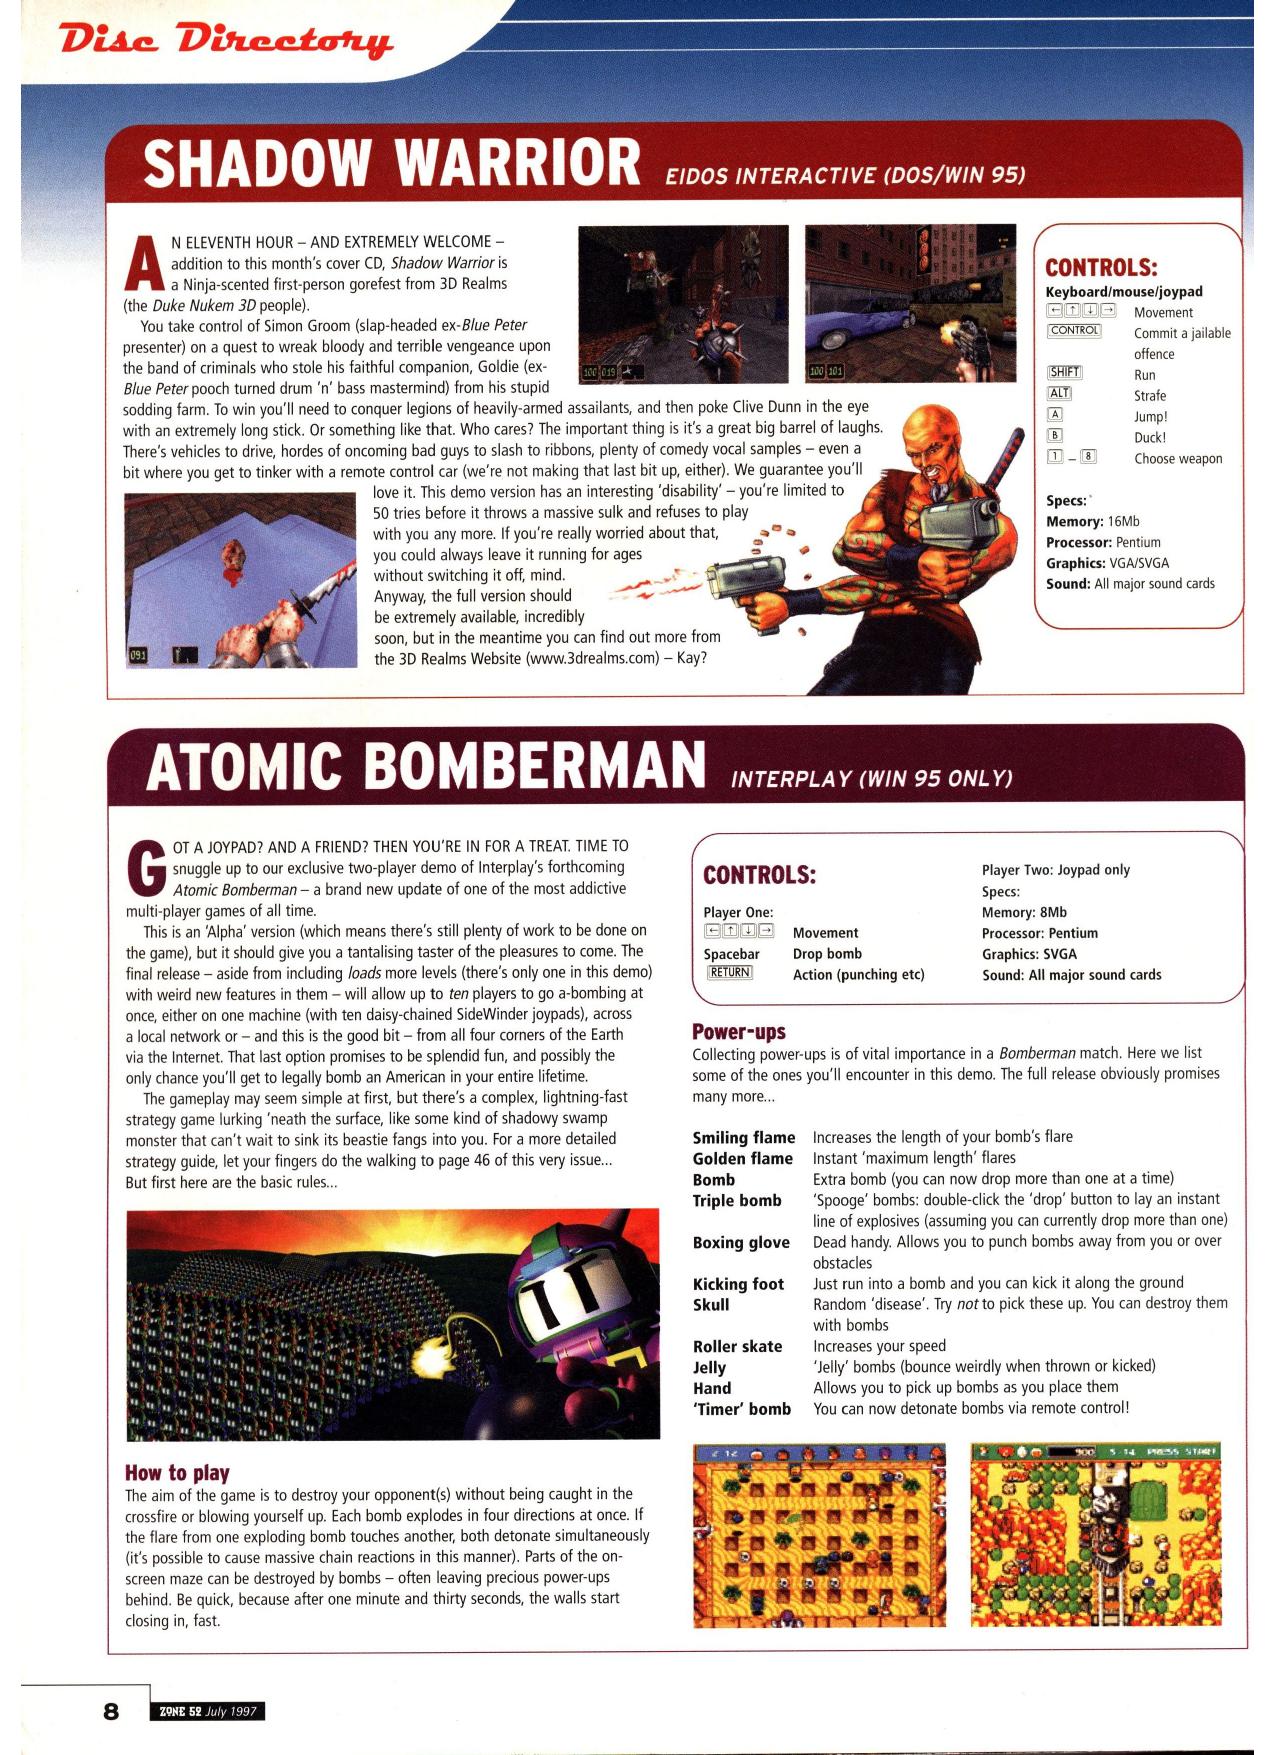 Disc Directory
SHADOW WARRIOR EIDOS INTERACTIVE (DOS/WIN 95)
AN ELEVENTH HOUR – AND EXTREMELY WELCOME –
addition to this month's cover CD, Shadow Warrior is
a Ninja-scented first-person gorefest from 3D Realms
(the Duke Nukem 3D people).
You take control of Simon Groom (slap-headed ex-Blue Peter
presenter) on a quest to wreak bloody and terrible vengeance upon
the band of criminals who stole his faithful companion, Goldie (ex-
Blue Peter pooch turned drum 'n' bass mastermind) from his stupid
sodding farm. To win you'll need to conquer legions of heavily-armed assailants, and then poke Clive Dunn in the eye
with an extremely long stick. Or something like that. Who cares? The important thing is it's a great big barrel of laughs.
There's vehicles to drive, hordes of oncoming bad guys to slash to ribbons, plenty of comedy vocal samples – even a
bit where you get to tinker with a remote control car (we're not making that last bit up, either). We guarantee you'll
love it. This demo version has an interesting 'disability' – you're limited to
50 tries before it throws a massive sulk and refuses to play
with you any more. If you're really worried about that,
you could always leave it running for ages
without switching it off, mind.
Anyway, the full version should
be extremely available, incredibly
soon, but in the meantime you can find out more from
the 3D Realms Website (www.3drealms.com) – Kay?
100 019
100 101
091
CONTROLS:
Keyboard/mouse/joypad
← ↑ ↓ → Movement
CONTROL Commit a jailable
offence
SHIFT Run
ALT Strafe
A Jump!
B Duck!
1 – 8 Choose weapon
Specs:
Memory: 16Mb
Processor: Pentium
Graphics: VGA/SVGA
Sound: All major sound cards
ATOMIC BOMBERMAN INTERPLAY (WIN 95 ONLY)
GOT A JOYPAD? AND A FRIEND? THEN YOU'RE IN FOR A TREAT. TIME TO
snuggle up to our exclusive two-player demo of Interplay's forthcoming
Atomic Bomberman – a brand new update of one of the most addictive
multi-player games of all time.
This is an 'Alpha' version (which means there's still plenty of work to be done on
the game), but it should give you a tantalising taster of the pleasures to come. The
final release – aside from including loads more levels (there's only one in this demo)
with weird new features in them – will allow up to ten players to go a-bombing at
once, either on one machine (with ten daisy-chained SideWinder joypads), across
a local network or – and this is the good bit – from all four corners of the Earth
via the Internet. That last option promises to be splendid fun, and possibly the
only chance you'll get to legally bomb an American in your entire lifetime.
The gameplay may seem simple at first, but there's a complex, lightning-fast
strategy game lurking 'neath the surface, like some kind of shadowy swamp
monster that can't wait to sink its beastie fangs into you. For a more detailed
strategy guide, let your fingers do the walking to page 46 of this very issue...
But first here are the basic rules...
How to play
The aim of the game is to destroy your opponent(s) without being caught in the
crossfire or blowing yourself up. Each bomb explodes in four directions at once. If
the flare from one exploding bomb touches another, both detonate simultaneously
(it's possible to cause massive chain reactions in this manner). Parts of the on-
screen maze can be destroyed by bombs – often leaving precious power-ups
behind. Be quick, because after one minute and thirty seconds, the walls start
closing in, fast.
CONTROLS:
Player One:
← ↑ ↓ → Movement
Spacebar Drop bomb
RETURN Action (punching etc)
Player Two: Joypad only
Specs:
Memory: 8Mb
Processor: Pentium
Graphics: SVGA
Sound: All major sound cards
Power-ups
Collecting power-ups is of vital importance in a Bomberman match. Here we list
some of the ones you'll encounter in this demo. The full release obviously promises
many more...
Smiling flame Increases the length of your bomb's flare
Golden flame Instant 'maximum length' flares
Bomb Extra bomb (you can now drop more than one at a time)
Triple bomb 'Spooge' bombs: double-click the 'drop' button to lay an instant
line of explosives (assuming you can currently drop more than one)
Boxing glove Dead handy. Allows you to punch bombs away from you or over
obstacles
Kicking foot Just run into a bomb and you can kick it along the ground
Skull Random 'disease'. Try not to pick these up. You can destroy them
with bombs
Roller skate Increases your speed
Jelly 'Jelly' bombs (bounce weirdly when thrown or kicked)
Hand Allows you to pick up bombs as you place them
'Timer' bomb You can now detonate bombs via remote control!
2 12
900 5-14 PRESS START
8 ZONE 52 July 1997